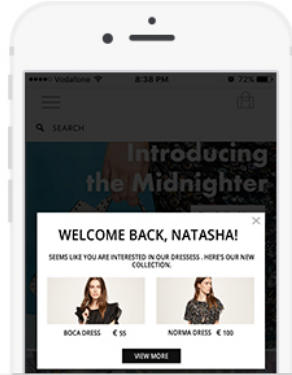 Vodafone 8:38 PM 72%
SEARCH
Introducing
the Midnighter
WELCOME BACK, NATASHA!
SEEMS LIKE YOU ARE INTERESTED IN OUR DRESSESS . HERE'S OUR NEW
COLLECTION.
BOCA DRESS € 55 NORMA DRESS € 100
VIEW MORE